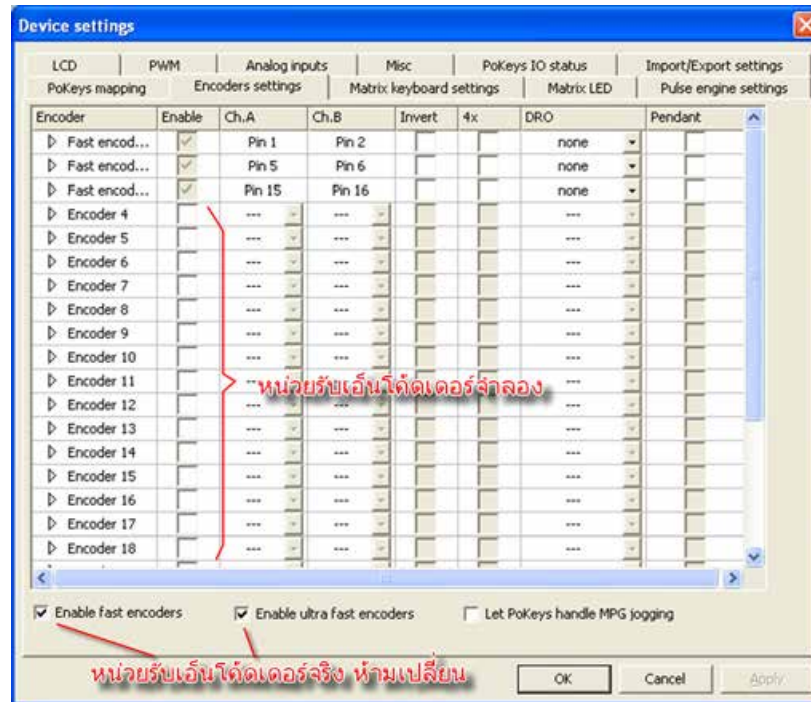 Device settings
LCD PWM Analog inputs Misc PoKeys IO status Import/Export settings
PoKeys mapping Encoders settings Matrix keyboard settings Matrix LED Pulse engine settings
Encoder Enable Ch.A Ch.B Invert 4x DRO Pendant
Fast encod... Pin 1 Pin 2 none
Fast encod... Pin 5 Pin 6 none
Fast encod... Pin 15 Pin 16 none
Encoder 4 --- --- ---
Encoder 5 --- --- ---
Encoder 6 --- --- ---
Encoder 7 --- --- ---
Encoder 8 --- --- ---
Encoder 9 --- --- ---
Encoder 10 --- --- ---
Encoder 11 --- --- ---
หน่วยรับเอ็นโค้ดเดอร์จำลอง
Encoder 12 --- --- ---
Encoder 13 --- --- ---
Encoder 14 --- --- ---
Encoder 15 --- --- ---
Encoder 16 --- --- ---
Encoder 17 --- --- ---
Encoder 18 --- --- ---
Enable fast encoders Enable ultra fast encoders Let PoKeys handle MPG jogging
หน่วยรับเอ็นโค้ดเดอร์จริง ห้ามเปลี่ยน
OK Cancel Apply